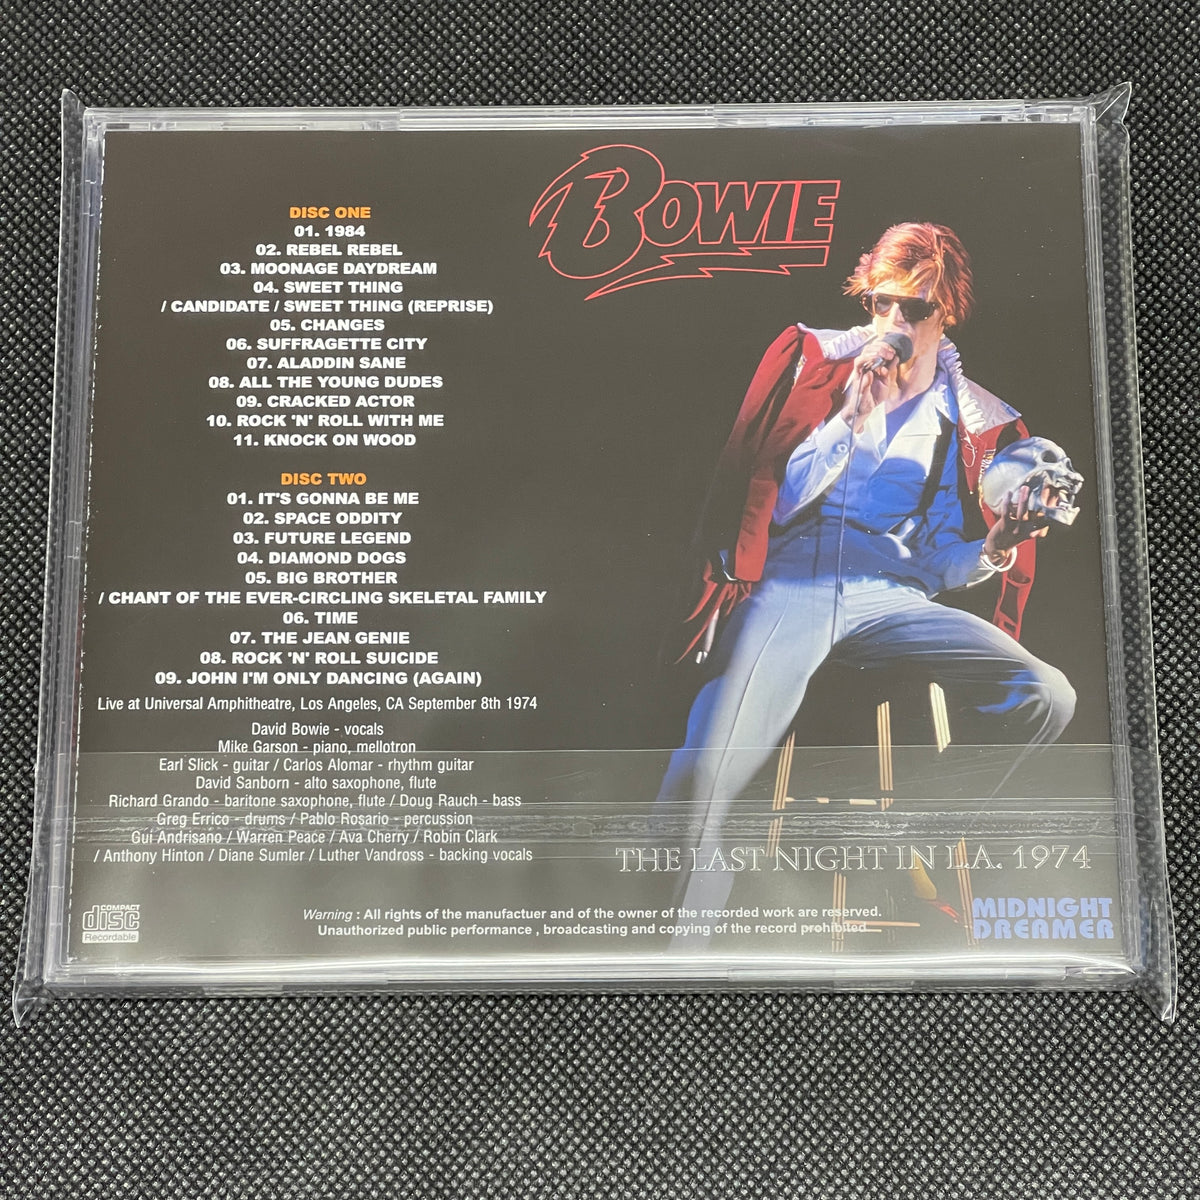 BOWIE
DISC ONE
01. 1984
02. REBEL REBEL
03. MOONAGE DAYDREAM
04. SWEET THING
/ CANDIDATE / SWEET THING (REPRISE)
05. CHANGES
06. SUFFRAGETTE CITY
07. ALADDIN SANE
08. ALL THE YOUNG DUDES
09. CRACKED ACTOR
10. ROCK 'N' ROLL WITH ME
11. KNOCK ON WOOD
DISC TWO
01. IT'S GONNA BE ME
02. SPACE ODDITY
03. FUTURE LEGEND
04. DIAMOND DOGS
05. BIG BROTHER
/ CHANT OF THE EVER-CIRCLING SKELETAL FAMILY
06. TIME
07. THE JEAN GENIE
08. ROCK 'N' ROLL SUICIDE
09. JOHN I'M ONLY DANCING (AGAIN)
Live at Universal Amphitheatre, Los Angeles, CA September 8th 1974
David Bowie - vocals
Mike Garson - piano, mellotron
Earl Slick - guitar / Carlos Alomar - rhythm guitar
David Sanborn - alto saxophone, flute
Richard Grando - baritone saxophone, flute / Doug Rauch - bass
Greg Errico - drums / Pablo Rosario - percussion
Gui Andrisano / Warren Peace / Ava Cherry / Robin Clark
/ Anthony Hinton / Diane Sumler / Luther Vandross - backing vocals
THE LAST NIGHT IN L.A. 1974
COMPACT
disc
Recordable
Warning : All rights of the manufactuer and of the owner of the recorded work are reserved.
Unauthorized public performance , broadcasting and copying of the record prohibited
MIDNIGHT
DREAMER